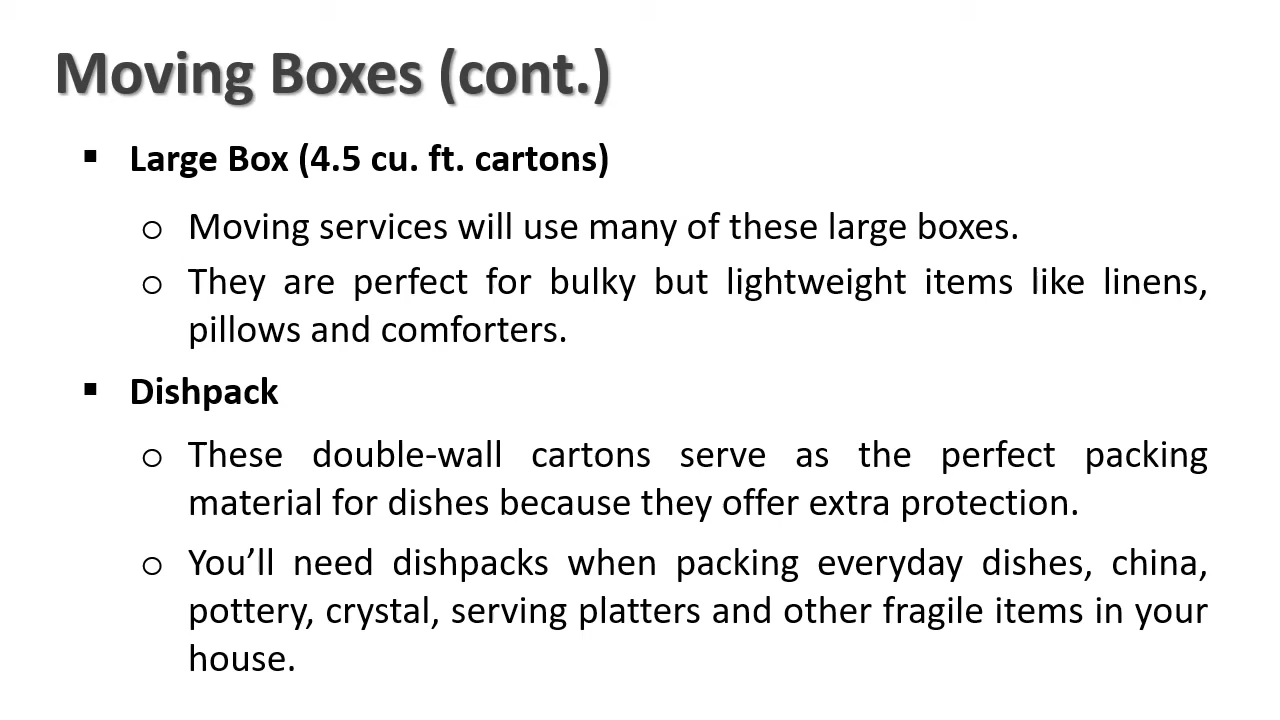 Moving Boxes (cont.)
▪ Large Box (4.5 cu. ft. cartons)
o Moving services will use many of these large boxes.
o They are perfect for bulky but lightweight items like linens,
pillows and comforters.
▪ Dishpack
o These double-wall cartons serve as the perfect packing
material for dishes because they offer extra protection.
o You’ll need dishpacks when packing everyday dishes, china,
pottery, crystal, serving platters and other fragile items in your
house.